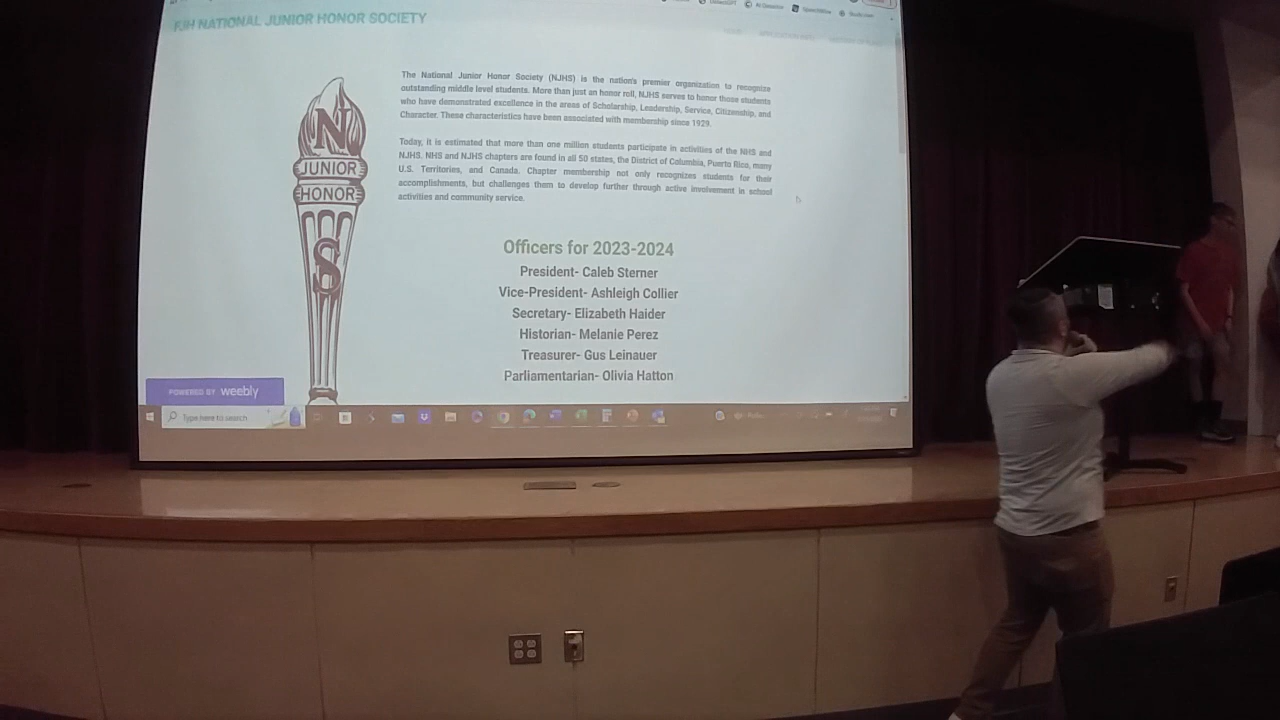 FJH NATIONAL JUNIOR HONOR SOCIETY
The National Junior Honor Society (NJHS) is the nation's premier organization to recognize
outstanding middle level students. More than just an honor roll, NJHS serves to honor those students
who have demonstrated excellence in the areas of Scholarship, Leadership, Service, Citizenship, and
Character. These characteristics have been associated with membership since 1929.
Today, it is estimated that more than one million students participate in activities of the NHS and
NJHS. NHS and NJHS chapters are found in all 50 states, the District of Columbia, Puerto Rico, many
U.S. Territories, and Canada. Chapter membership not only recognizes students for their
accomplishments, but challenges them to develop further through active involvement in school
activities and community service.
N
JUNIOR
HONOR
S
Officers for 2023-2024
President- Caleb Sterner
Vice-President- Ashleigh Collier
Secretary- Elizabeth Haider
Historian- Melanie Perez
Treasurer- Gus Leinauer
Parliamentarian- Olivia Hatton
POWERED BY weebly
Type here to search